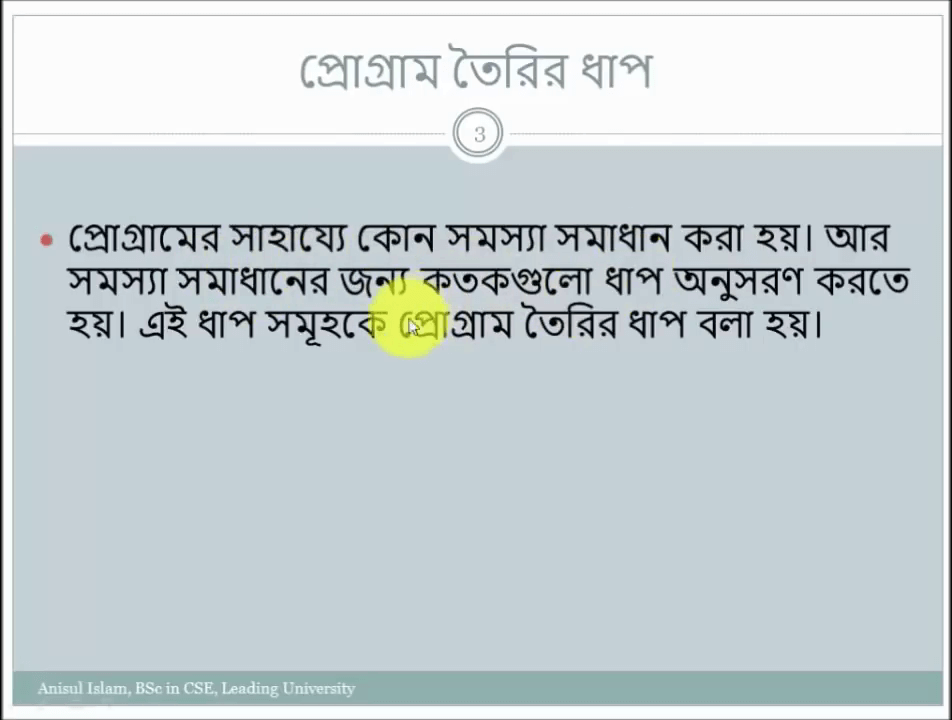 প্রোগ্রাম তৈরির ধাপ
3
প্রোগ্রামের সাহায্যে কোন সমস্যা সমাধান করা হয়। আর
সমস্যা সমাধানের জন্য কতকগুলো ধাপ অনুসরণ করতে
হয়। এই ধাপ সমূহকে প্রোগ্রাম তৈরির ধাপ বলা হয়।
Anisul Islam, BSc in CSE, Leading University